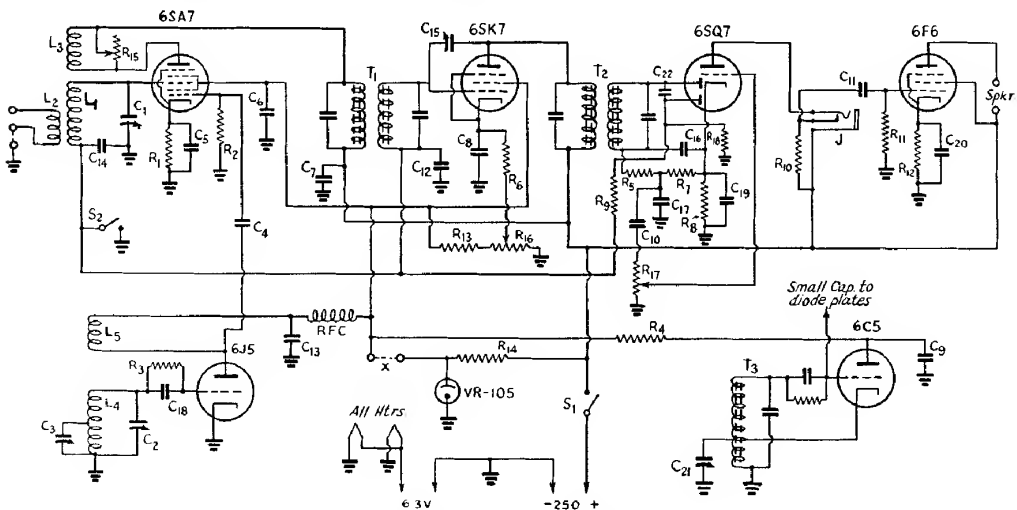 6SA7
6SK7
6SQ7
6F6
L3
R15
C15
L2
L1
C1
C6
T1
T2
C22
C11
Spkr.
C14
R1
C5
R2
C7
C12
C8
R6
C16
R18
R10
J
R11
R12
C20
S2
C4
R13
R16
R9
R5
R7
C17
C10
R8
C19
R17
L5
RFC
C13
6J5
R3
C18
L4
C3
C2
X
R14
VR-105
S1
R4
Small Cap. to
diode plates
6C5
C9
T3
C21
All Htrs.
6 3V
-250 +